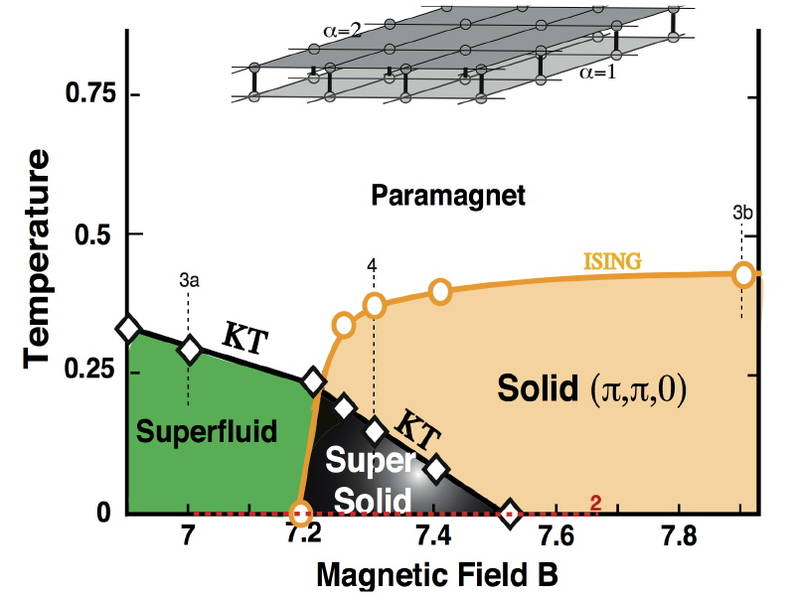 α=2
α=1
0.75
Paramagnet
0.5
3b
3a
4
ISING
Temperature
KT
0.25
Solid (π,π,0)
KT
Superfluid
Super
Solid
2
0
7
7.2
7.4
7.6
7.8
Magnetic Field B